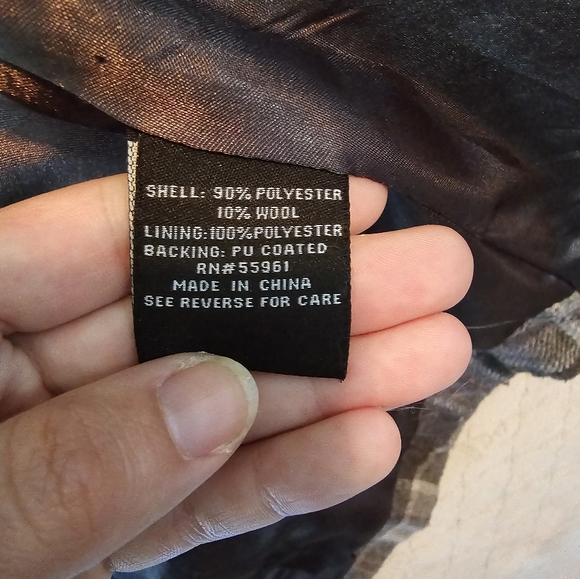 SHELL: 90% POLYESTER
10% WOOL
LINING:100%POLYESTER
BACKING: PU COATED
RN#55961
MADE IN CHINA
SEE REVERSE FOR CARE